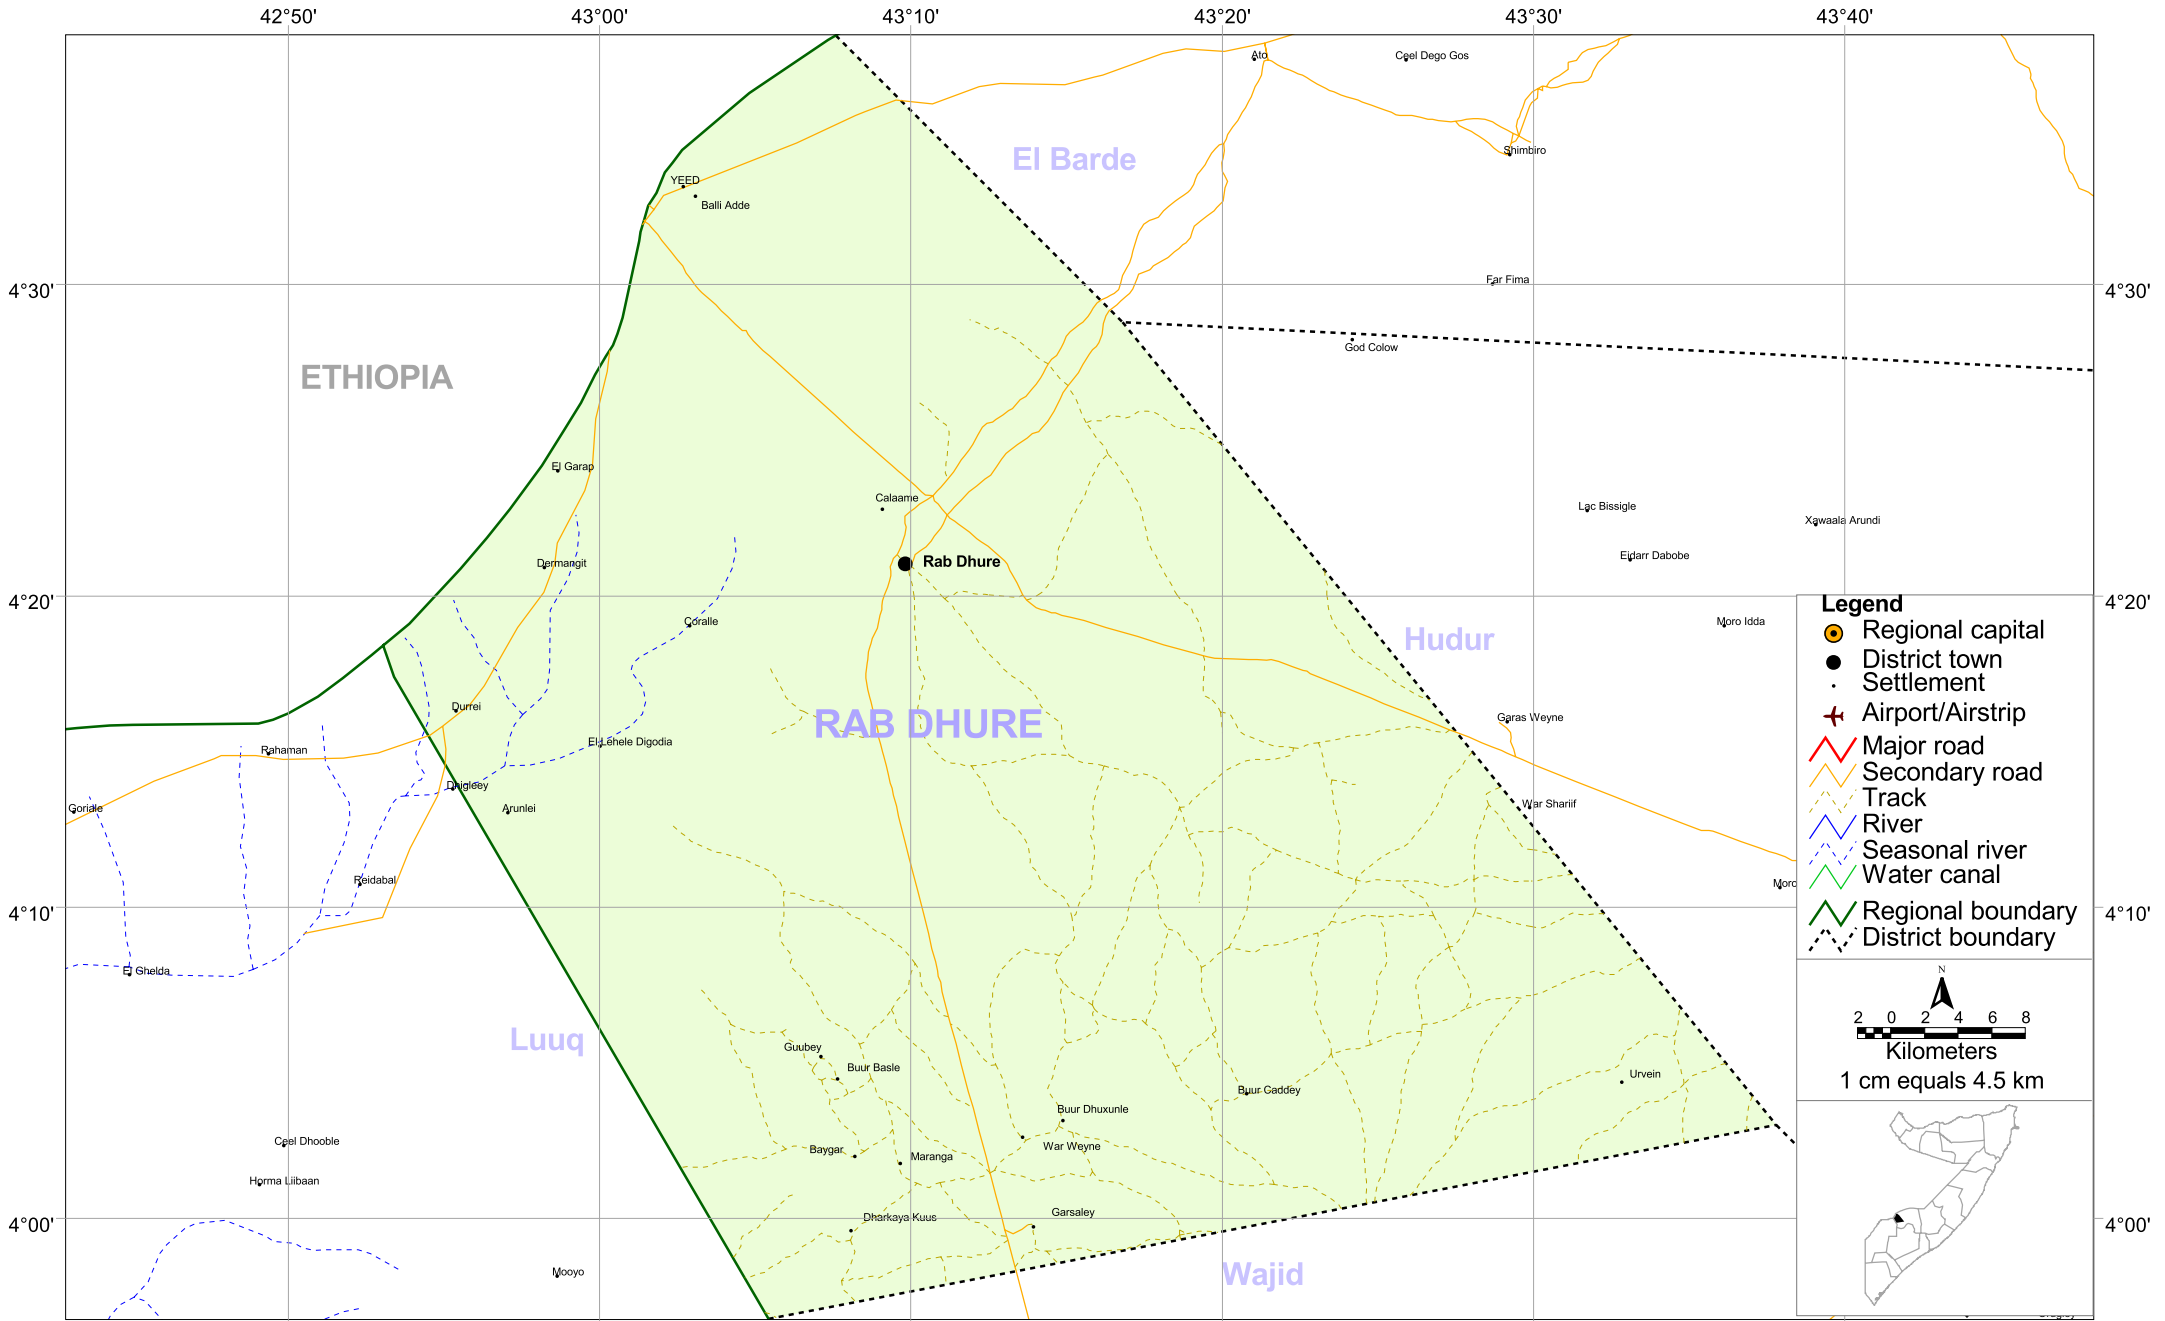 42°50' 43°00' 43°10' 43°20' 43°30' 43°40'
Ato
Ceel Dego Gos
El Barde
Shimbiro
YEED
Balli Adde
4°30'
Far Fima
4°30'
God Colow
ETHIOPIA
El Garap
Calaame
Lac Bissigle
Xawaala Arundi
Eidarr Dabobe
Dermangit
Rab Dhure
4°20'
4°20'
Coralle
Hudur
Moro Idda
Durrei
Garas Weyne
RAB DHURE
Rahaman
El Lehele Digodia
Dhigleey
Goriale
Arunlei
War Shariif
Reidabal
Moro
4°10'
4°10'
El Ghelda
Luuq
Guubey
Buur Basle
Buur Caddey
Urvein
Buur Dhuxunle
War Weyne
Baygar
Maranga
Ceel Dhooble
Horma Liibaan
Dharkaya Kuus
Garsaley
4°00'
4°00'
Mooyo
Wajid
Legend
Regional capital
District town
Settlement
Airport/Airstrip
Major road
Secondary road
Track
River
Seasonal river
Water canal
Regional boundary
District boundary
N
2 0 2 4 6 8
Kilometers
1 cm equals 4.5 km